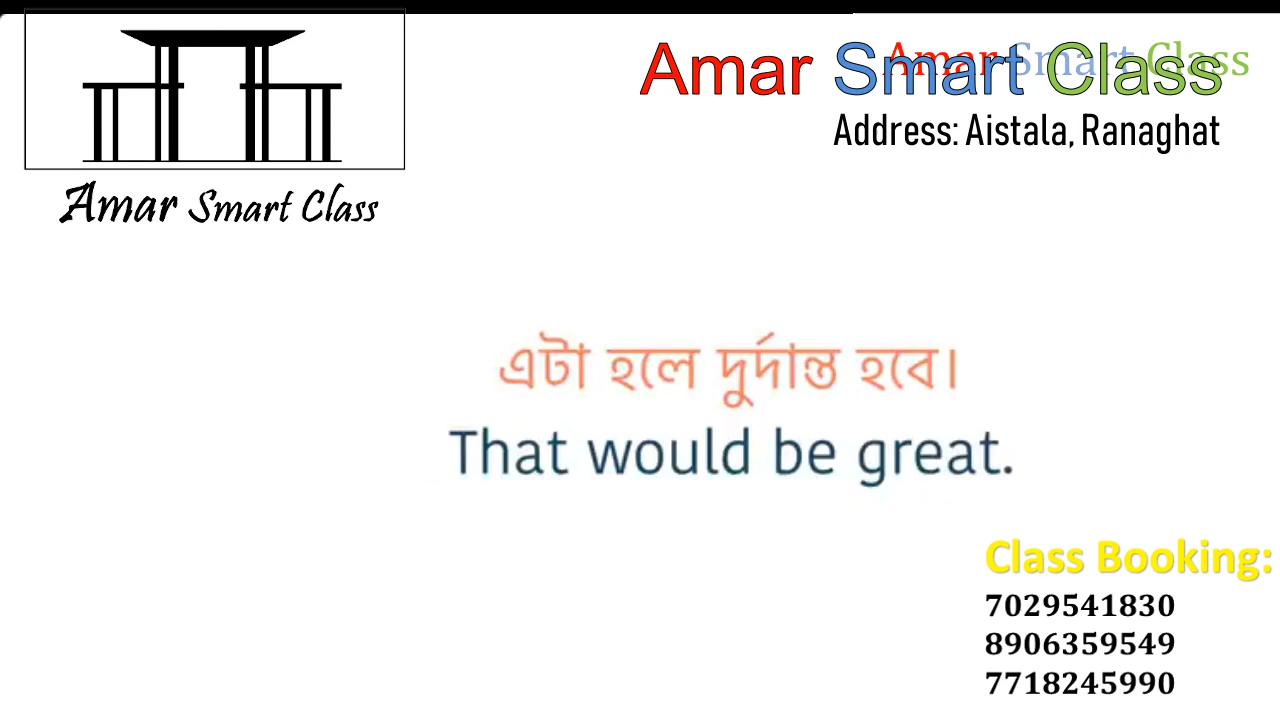 Amar Smart Class
Amar Smart Class
Address: Aistala, Ranaghat
Amar Smart Class
এটা হলে দুর্দান্ত হবে।
That would be great.
Class Booking:
7029541830
8906359549
7718245990